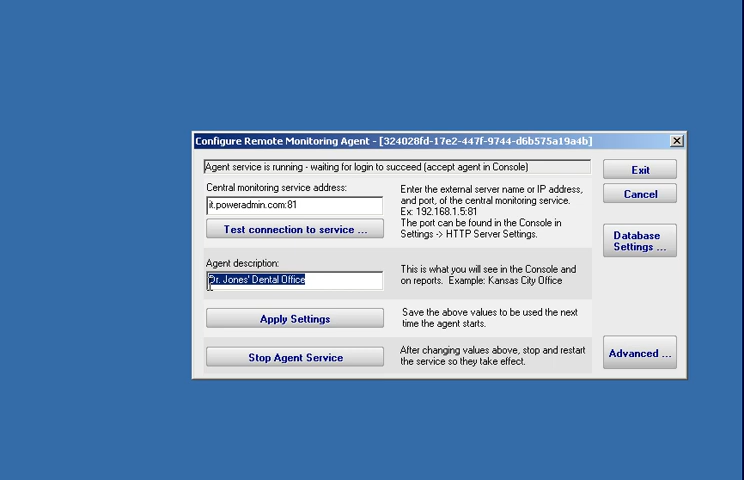 Configure Remote Monitoring Agent - [324028fd-17e2-447f-9744-d6b575a19a4b]
Agent service is running - waiting for login to succeed (accept agent in Console)
Exit
Central monitoring service address:
it.poweradmin.com:81
Test connection to service ...
Enter the external server name or IP address,
and port, of the central monitoring service.
Ex: 192.168.1.5:81
The port can be found in the Console in
Settings -> HTTP Server Settings.
Cancel
Database
Settings ...
Agent description:
Dr. Jones' Dental Office
This is what you will see in the Console and
on reports.  Example: Kansas City Office
Apply Settings
Save the above values to be used the next
time the agent starts.
Stop Agent Service
After changing values above, stop and restart
the service so they take effect.
Advanced ...